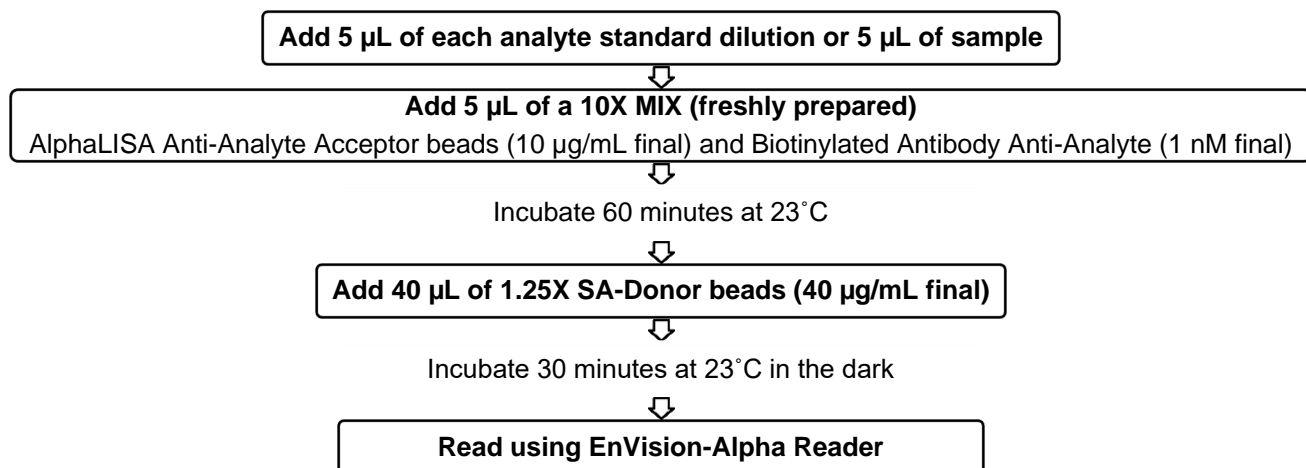 Add 5 µL of each analyte standard dilution or 5 µL of sample
Add 5 µL of a 10X MIX (freshly prepared)
AlphaLISA Anti-Analyte Acceptor beads (10 µg/mL final) and Biotinylated Antibody Anti-Analyte (1 nM final)
Incubate 60 minutes at 23˚C
Add 40 µL of 1.25X SA-Donor beads (40 µg/mL final)
Incubate 30 minutes at 23˚C in the dark
Read using EnVision-Alpha Reader